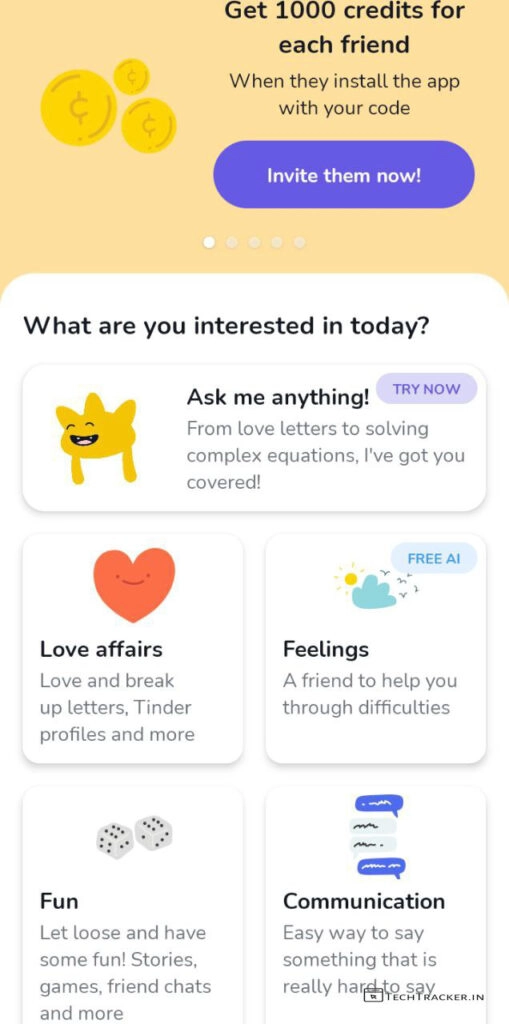 Get 1000 credits for
each friend
When they install the app
with your code
Invite them now!
What are you interested in today?
Ask me anything!
TRY NOW
From love letters to solving
complex equations, I've got you
covered!
Love affairs
Love and break
up letters, Tinder
profiles and more
FREE AI
Feelings
A friend to help you
through difficulties
Fun
Let loose and have
some fun! Stories,
games, friend chats
and more
Communication
Easy way to say
something that is
really hard to say
TECHTRACKER.IN